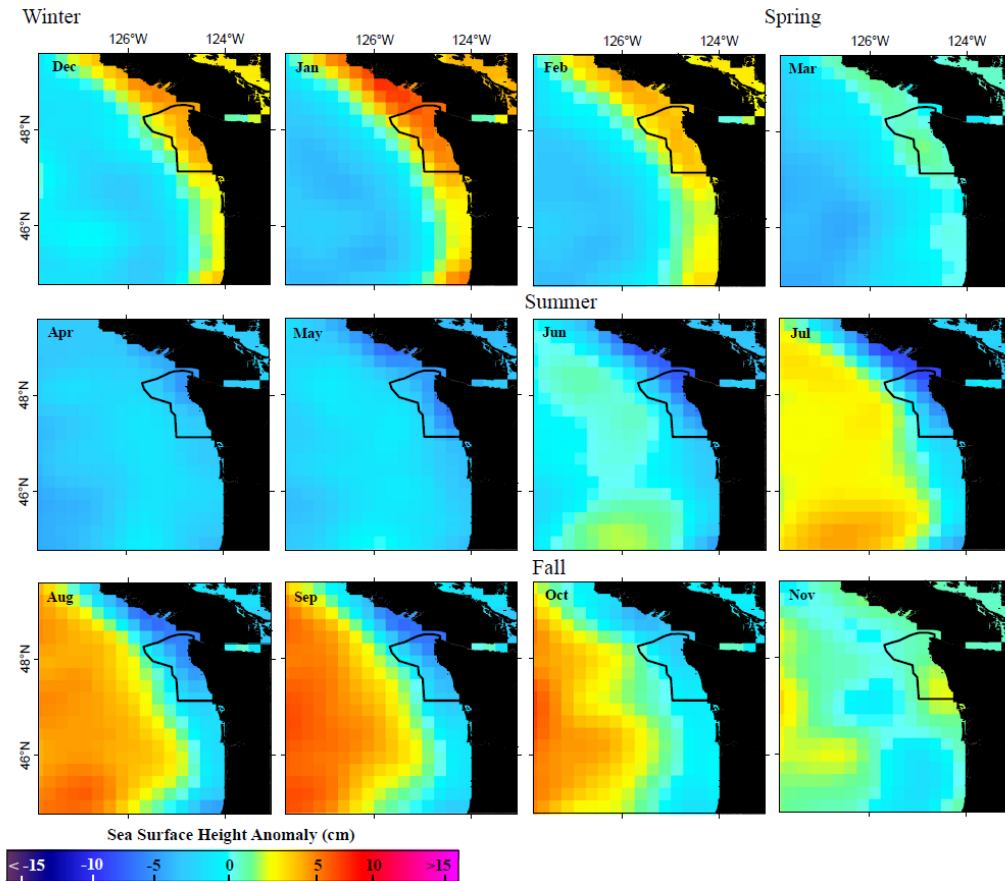 Winter
Spring
126°W 124°W 126°W 124°W 126°W 124°W 126°W 124°W
Dec Jan Feb Mar
48°N
46°N
Summer
Apr May Jun Jul
48°N
46°N
Fall
Aug Sep Oct Nov
48°N
46°N
Sea Surface Height Anomaly (cm)
< -15 -10 -5 0 5 10 >15